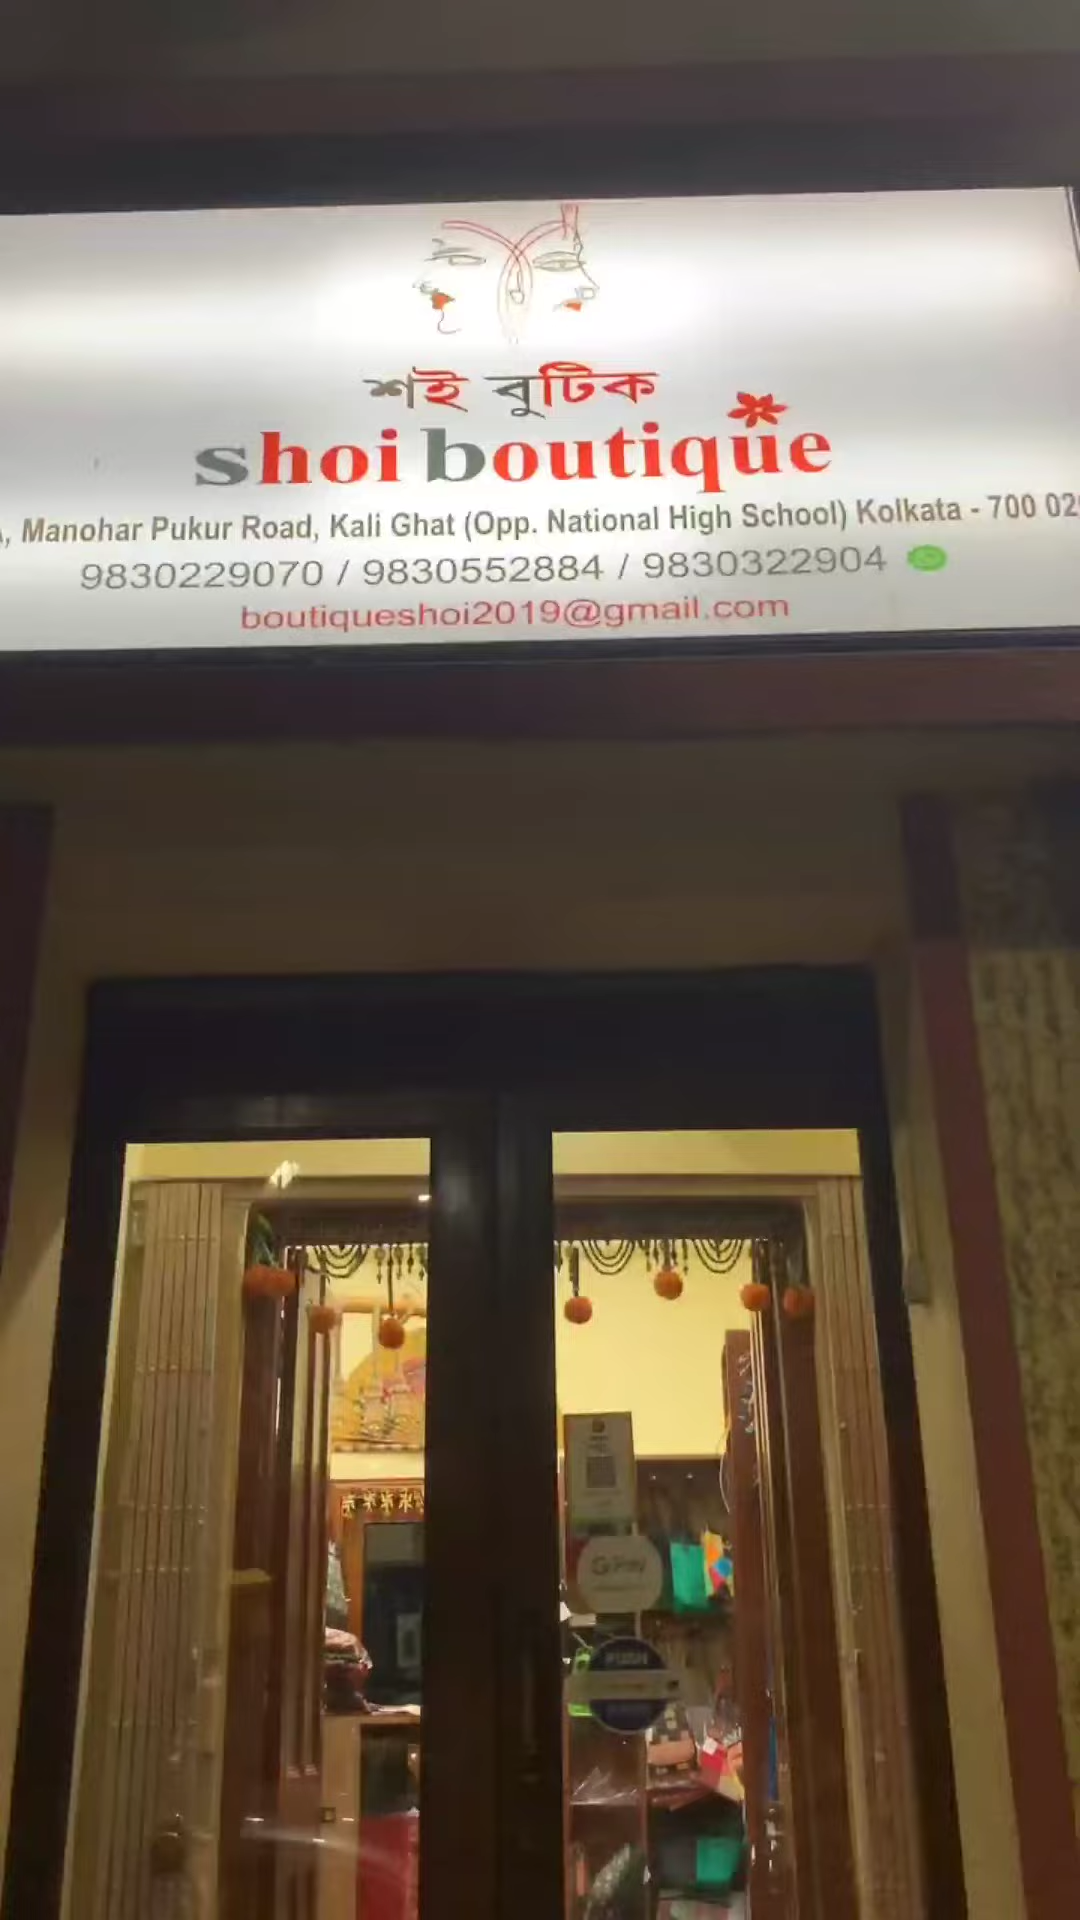 শই বুটিক
shoi boutique
, Manohar Pukur Road, Kali Ghat (Opp. National High School) Kolkata - 700 02
9830229070 / 9830552884 / 9830322904
boutiqueshoi2019@gmail.com
G Pay
PUSH